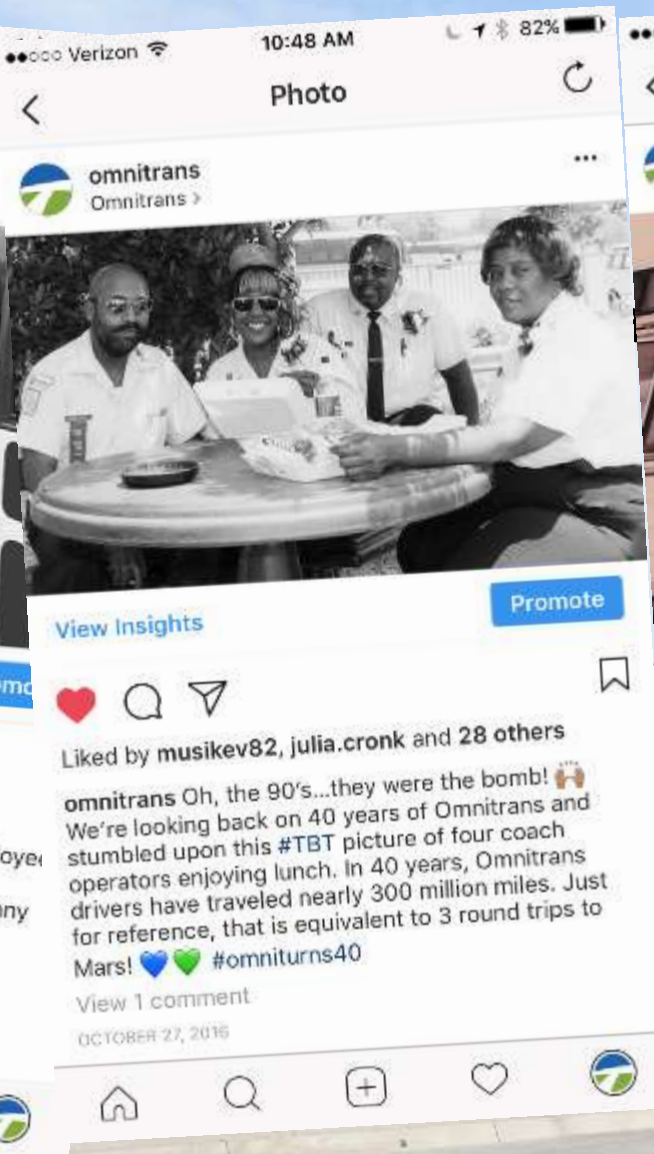 Verizon
10:48 AM
82%
Photo
omnitrans
Omnitrans >
View Insights
Promote
Liked by musikev82, julia.cronk and 28 others
omnitrans Oh, the 90's...they were the bomb! 🙌🏽
We're looking back on 40 years of Omnitrans and
stumbled upon this #TBT picture of four coach
operators enjoying lunch. In 40 years, Omnitrans
drivers have traveled nearly 300 million miles. Just
for reference, that is equivalent to 3 round trips to
Mars! 💙💚 #omniturns40
View 1 comment
OCTOBER 27, 2016